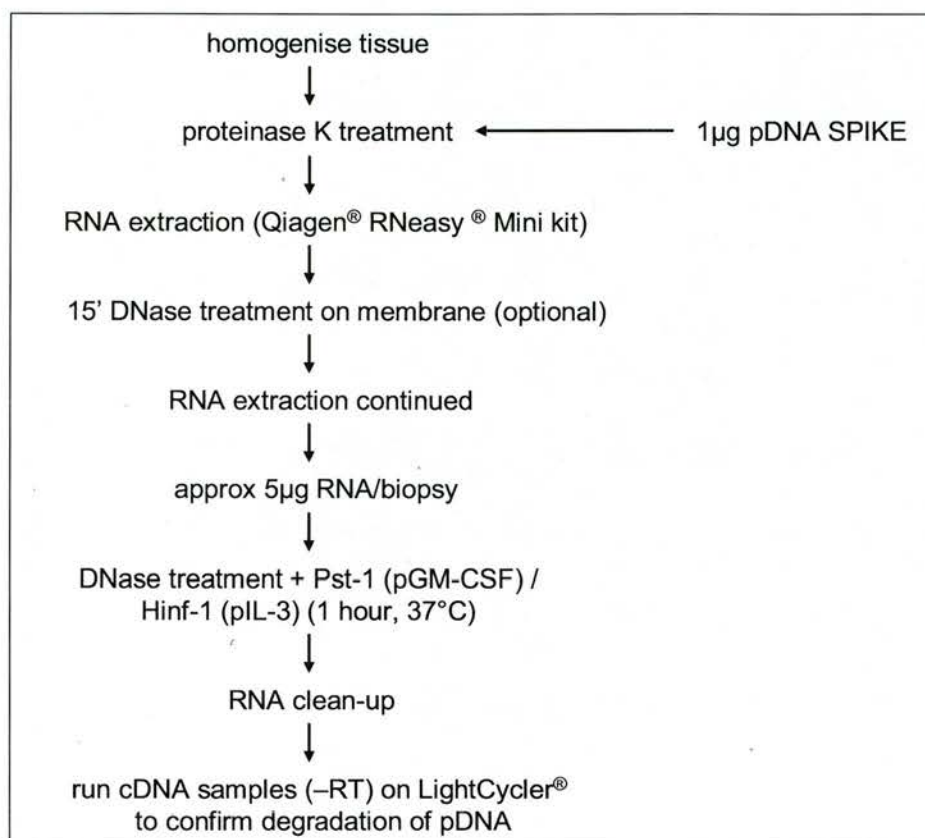 homogenise tissue
proteinase K treatment
1µg pDNA SPIKE
RNA extraction (Qiagen® RNeasy ® Mini kit)
15’ DNase treatment on membrane (optional)
RNA extraction continued
approx 5µg RNA/biopsy
DNase treatment + Pst-1 (pGM-CSF) /
Hinf-1 (pIL-3) (1 hour, 37°C)
RNA clean-up
run cDNA samples (–RT) on LightCycler®
to confirm degradation of pDNA